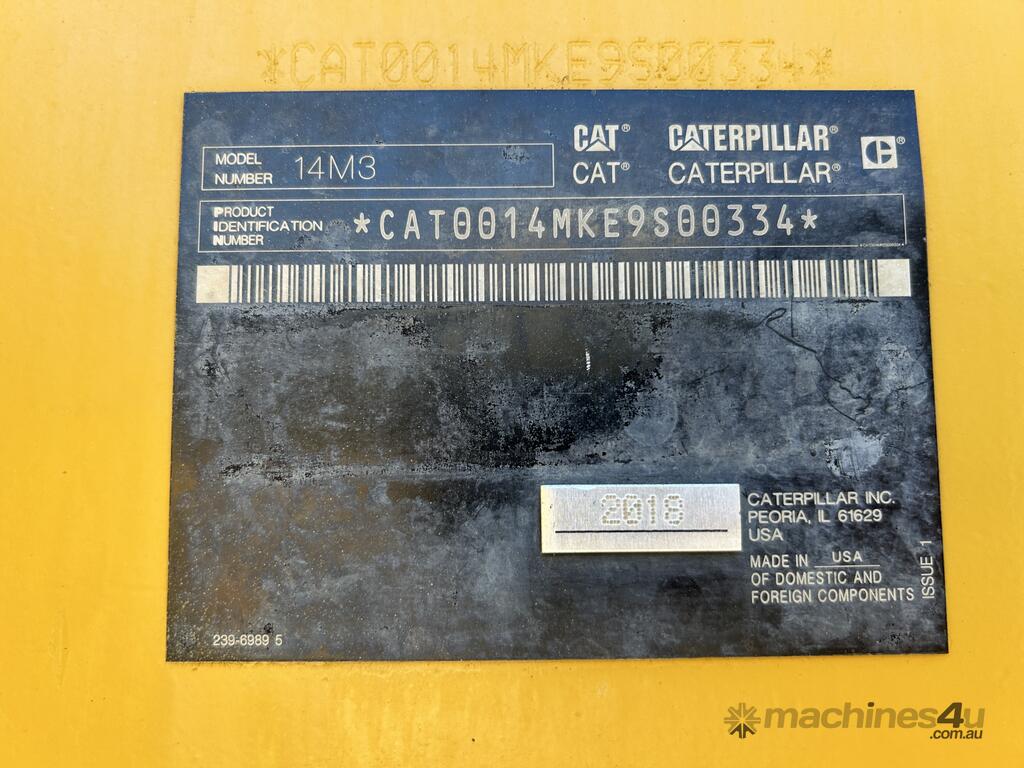 *CAT0014MKE9S00334*
CAT® CATERPILLAR®
CAT® CATERPILLAR®
MODEL NUMBER 14M3
PRODUCT IDENTIFICATION NUMBER *CAT0014MKE9S00334*
2018
CATERPILLAR INC.
PEORIA, IL 61629
USA
MADE IN USA
OF DOMESTIC AND
FOREIGN COMPONENTS
ISSUE 1
239-6989 5
machines4u
.com.au